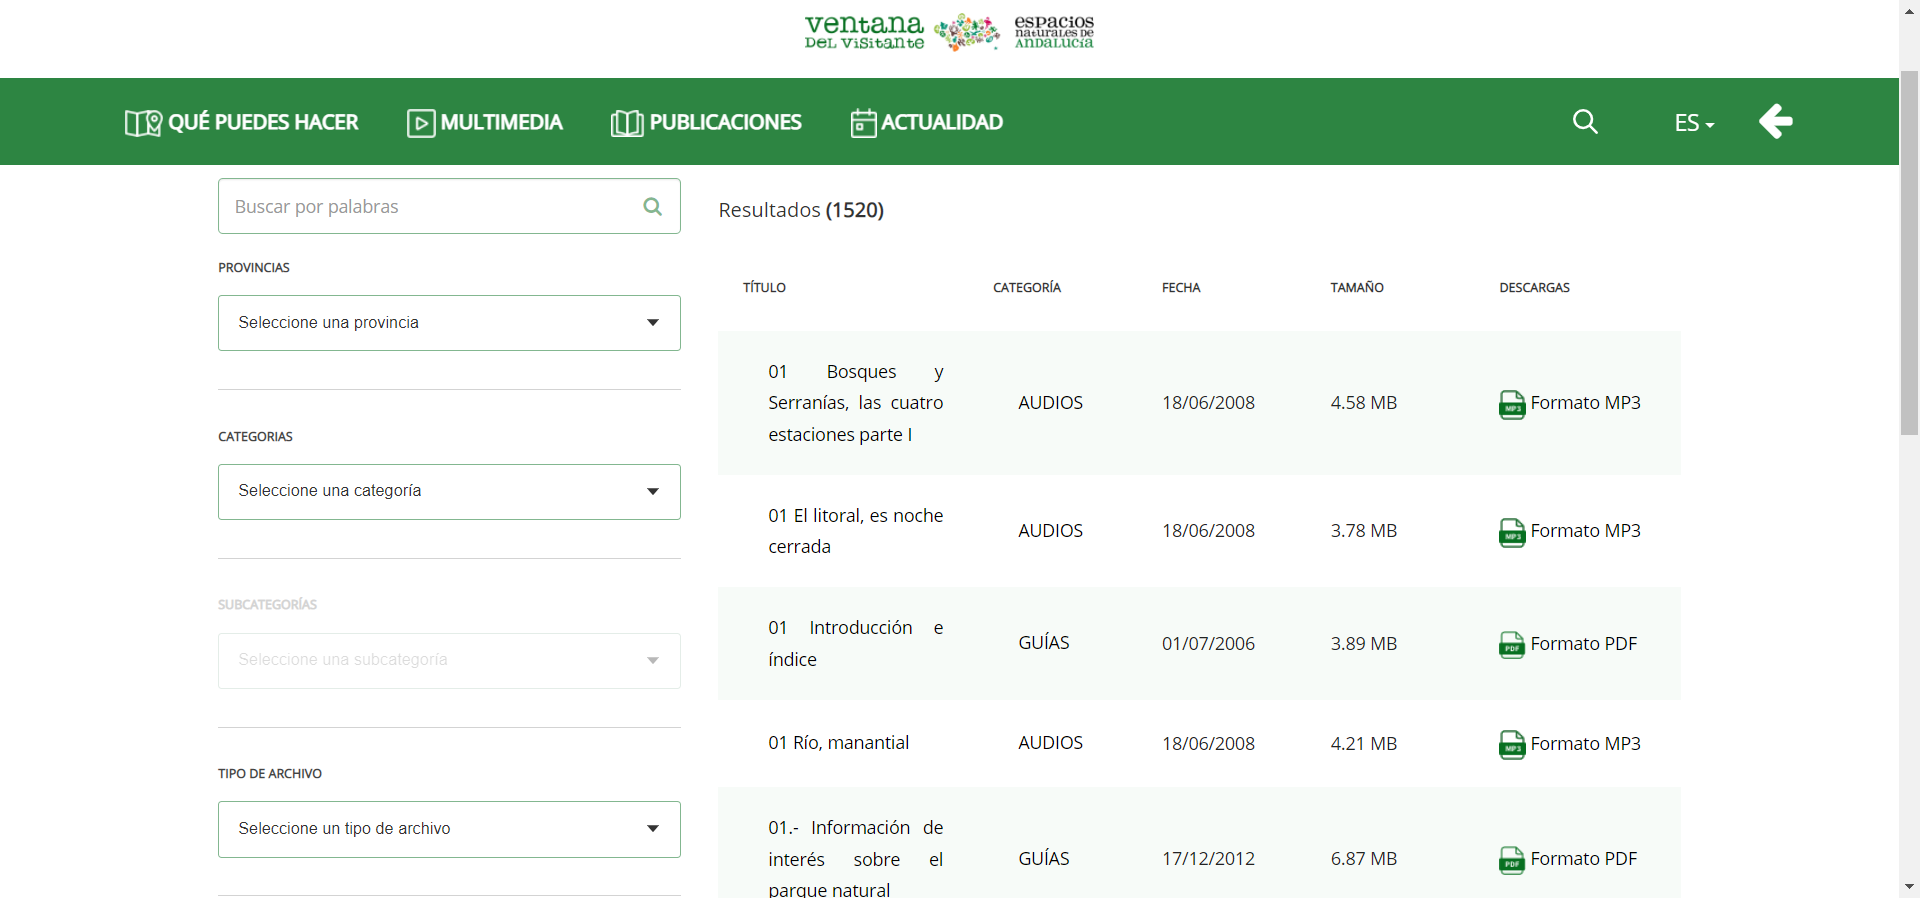 ventana
DEL VISITANTE
ESPACIOS
NATURALES DE
ANDALUCÍA
QUÉ PUEDES HACER
MULTIMEDIA
PUBLICACIONES
ACTUALIDAD
ES
Buscar por palabras
PROVINCIAS
Seleccione una provincia
CATEGORIAS
Seleccione una categoría
SUBCATEGORÍAS
Seleccione una subcategoría
TIPO DE ARCHIVO
Seleccione un tipo de archivo
Resultados (1520)
TÍTULO CATEGORÍA FECHA TAMAÑO DESCARGAS
01 Bosques y
Serranías, las cuatro
estaciones parte I
AUDIOS 18/06/2008 4.58 MB MP3 Formato MP3
01 El litoral, es noche
cerrada
AUDIOS 18/06/2008 3.78 MB MP3 Formato MP3
01 Introducción e
índice
GUÍAS 01/07/2006 3.89 MB PDF Formato PDF
01 Río, manantial AUDIOS 18/06/2008 4.21 MB MP3 Formato MP3
01.- Información de
interés sobre el
parque natural
GUÍAS 17/12/2012 6.87 MB PDF Formato PDF